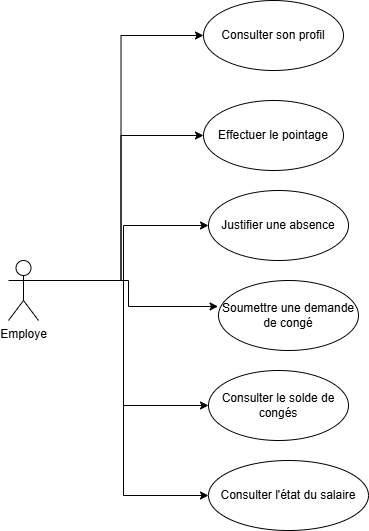 Consulter son profil
Effectuer le pointage
Justifier une absence
Employe
Soumettre une demande
de congé
Consulter le solde de
congés
Consulter l'état du salaire